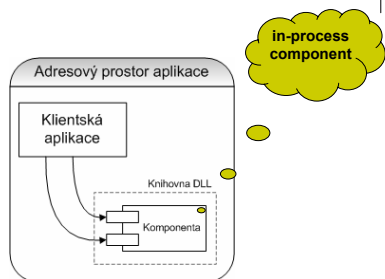 in-process
component
Adresový prostor aplikace
Klientská
aplikace
Knihovna DLL
Komponenta